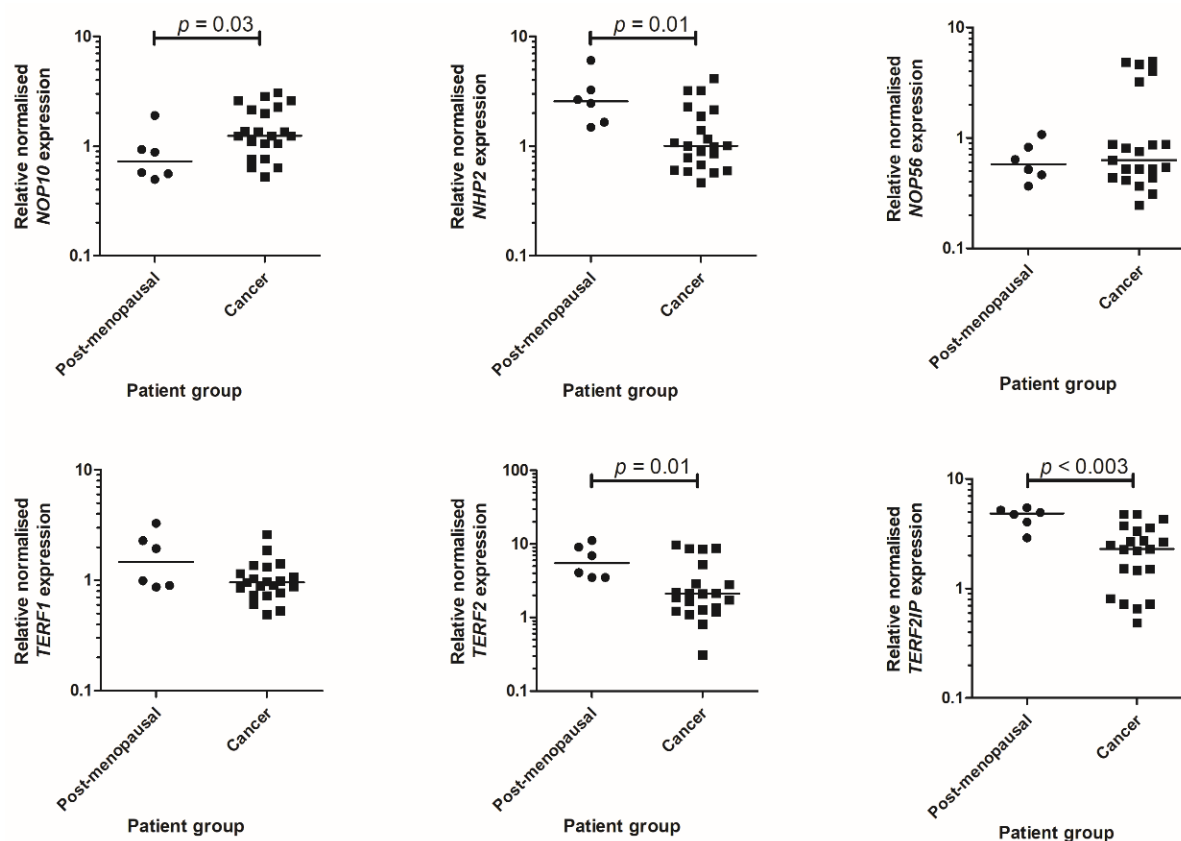 p = 0.03
10
1
0.1
Relative normalised
NOP10 expression
Post-menopausal
Cancer
Patient group
p = 0.01
10
1
0.1
Relative normalised
NHP2 expression
Post-menopausal
Cancer
Patient group
10
1
0.1
Relative normalised
NOP56 expression
Post-menopausal
Cancer
Patient group
10
1
0.1
Relative normalised
TERF1 expression
Post-menopausal
Cancer
Patient group
p = 0.01
100
10
1
0.1
Relative normalised
TERF2 expression
Post-menopausal
Cancer
Patient group
p < 0.003
10
1
0.1
Relative normalised
TERF2IP expression
Post-menopausal
Cancer
Patient group